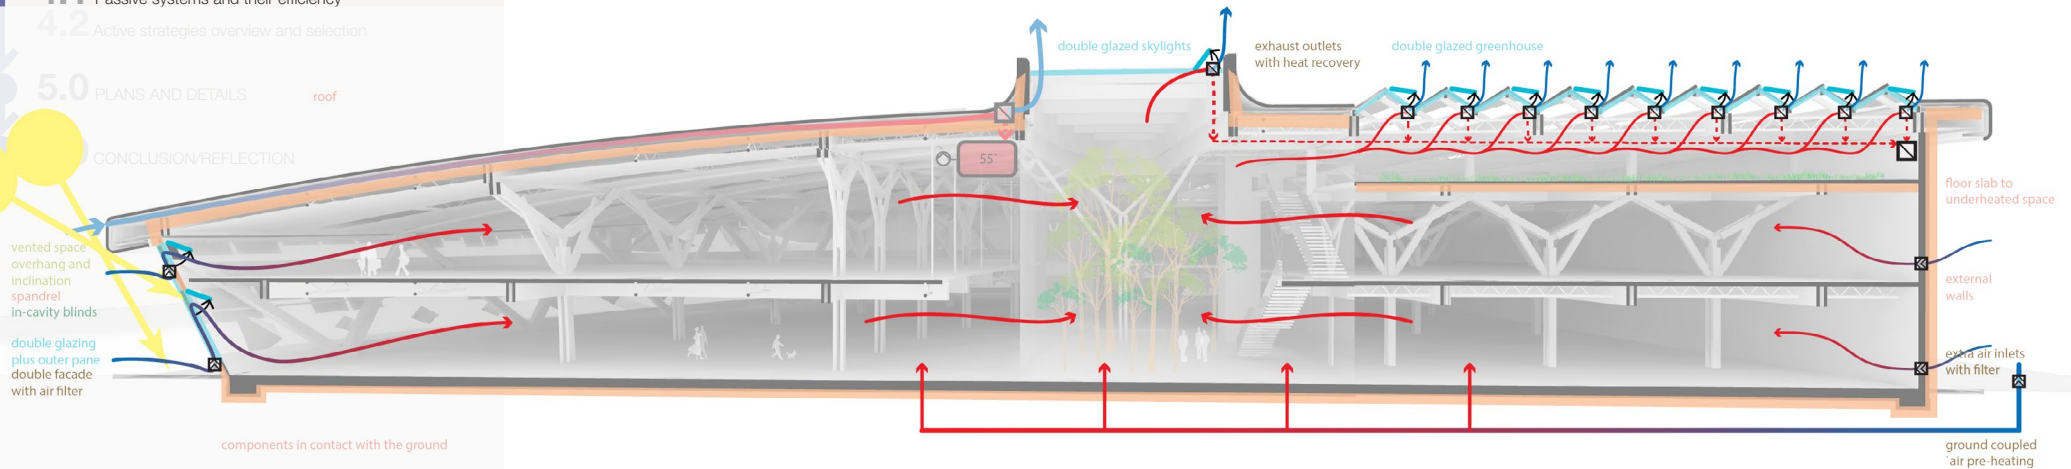 Passive systems and their efficiency
4.2 Active strategies overview and selection
5.0 PLANS AND DETAILS
roof
CONCLUSION/REFLECTION
double glazed skylights
exhaust outlets
with heat recovery
double glazed greenhouse
55°
vented space
overhang and
inclination
spandrel
in-cavity blinds
double glazing
plus outer pane
double facade
with air filter
components in contact with the ground
floor slab to
underheated space
external
walls
extra air inlets
with filter
ground coupled
air pre-heating